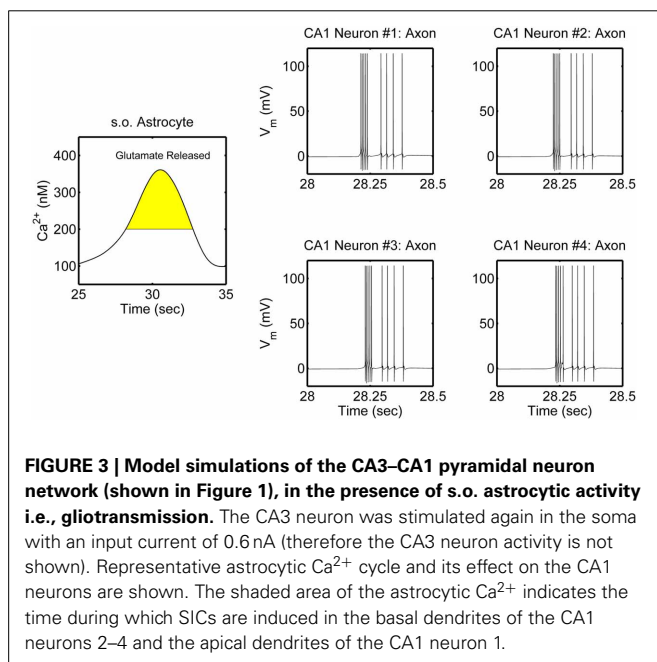 s.o. Astrocyte
Glutamate Released
Ca2+ (nM)
400
300
200
100
25 30 35
Time (sec)
CA1 Neuron #1: Axon
Vm (mV)
100
50
0
28 28.25 28.5
CA1 Neuron #2: Axon
100
50
0
28 28.25 28.5
CA1 Neuron #3: Axon
Vm (mV)
100
50
0
28 28.25 28.5
Time (sec)
CA1 Neuron #4: Axon
100
50
0
28 28.25 28.5
Time (sec)
FIGURE 3 | Model simulations of the CA3–CA1 pyramidal neuron
network (shown in Figure 1), in the presence of s.o. astrocytic activity
i.e., gliotransmission. The CA3 neuron was stimulated again in the soma
with an input current of 0.6 nA (therefore the CA3 neuron activity is not
shown). Representative astrocytic Ca2+ cycle and its effect on the CA1
neurons are shown. The shaded area of the astrocytic Ca2+ indicates the
time during which SICs are induced in the basal dendrites of the CA1
neurons 2–4 and the apical dendrites of the CA1 neuron 1.